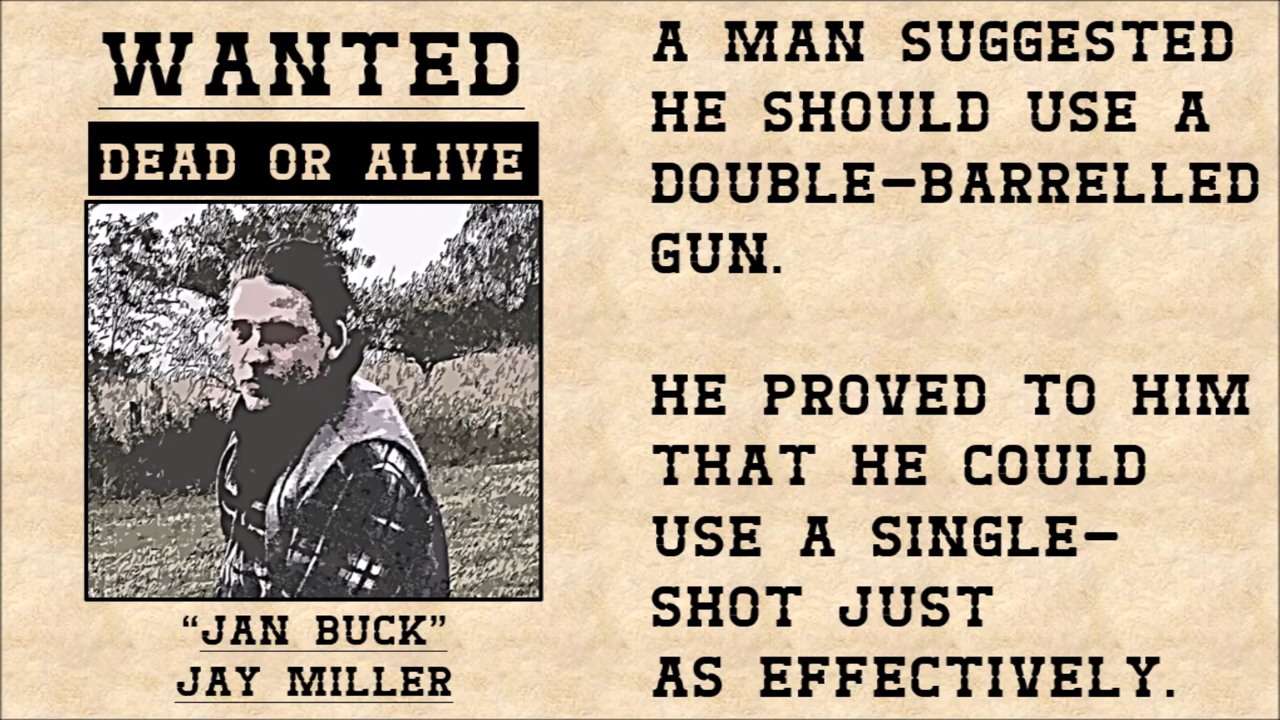 WANTED
DEAD OR ALIVE
“JAN BUCK”
JAY MILLER
A MAN SUGGESTED
HE SHOULD USE A
DOUBLE-BARRELLED
GUN.
HE PROVED TO HIM
THAT HE COULD
USE A SINGLE-
SHOT JUST
AS EFFECTIVELY.